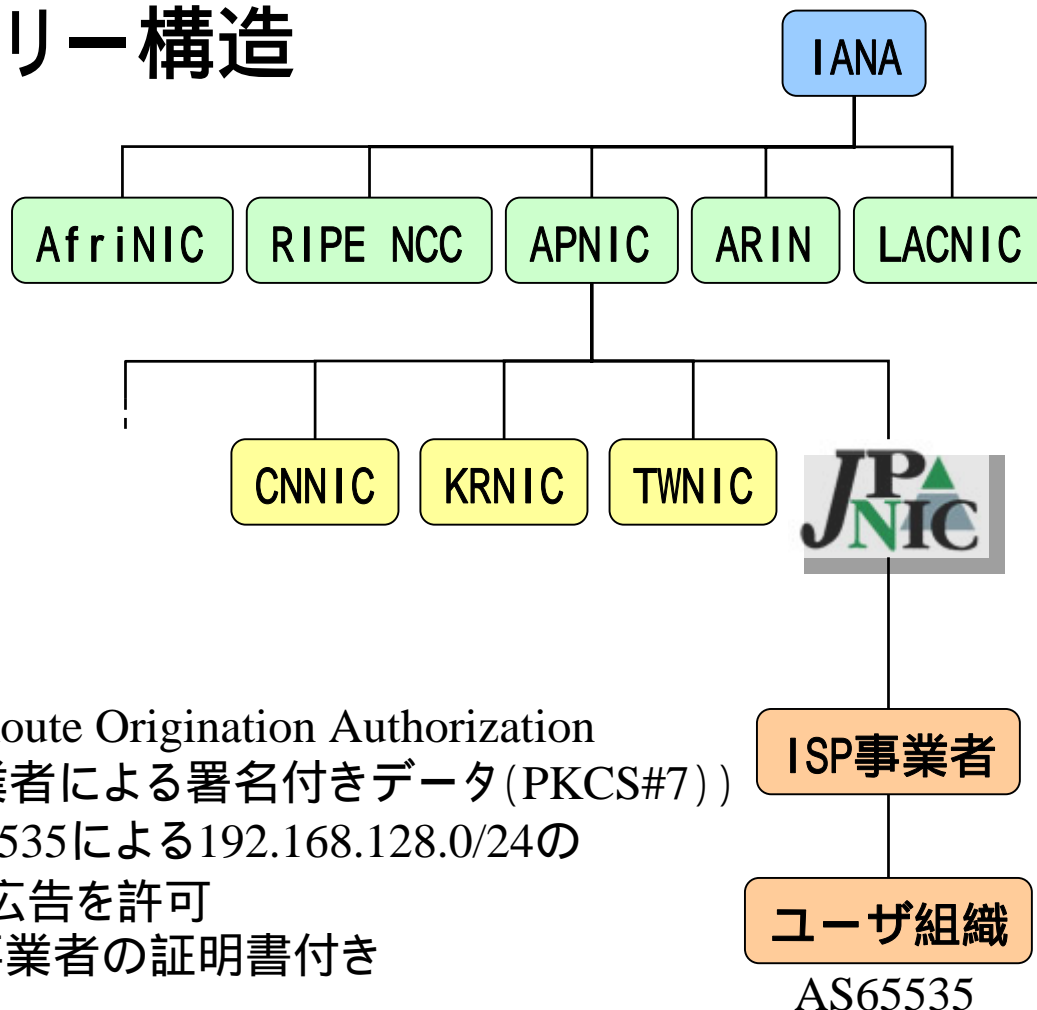 リー構造
IANA
AfriNIC RIPE NCC APNIC ARIN LACNIC
CNNIC KRNIC TWNIC JPNIC
oute Origination Authorization
業者による署名付きデータ(PKCS#7))
535による192.168.128.0/24の
広告を許可
事業者の証明書付き
ISP事業者
ユーザ組織
AS65535